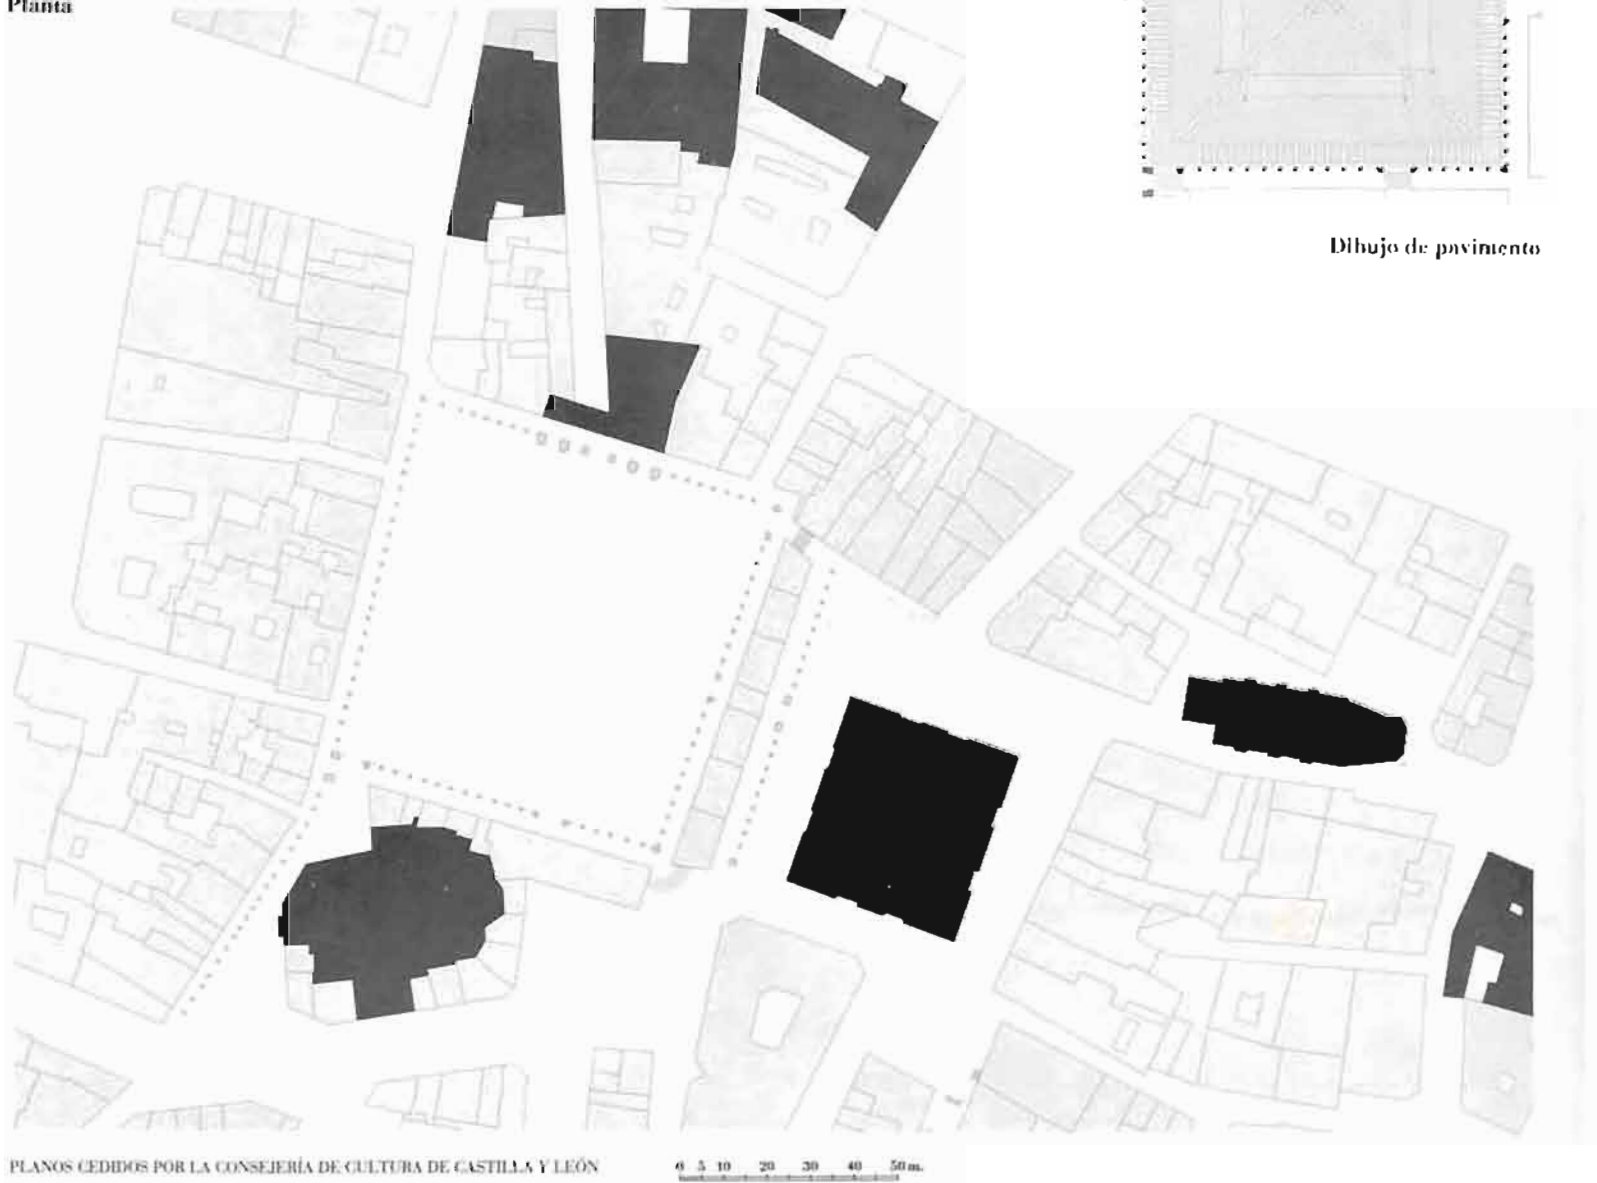 Planta
Dibujo de pavimento
PLANOS CEDIDOS POR LA CONSEJERÍA DE CULTURA DE CASTILLA Y LEÓN
0 5 10 20 30 40 50 m.